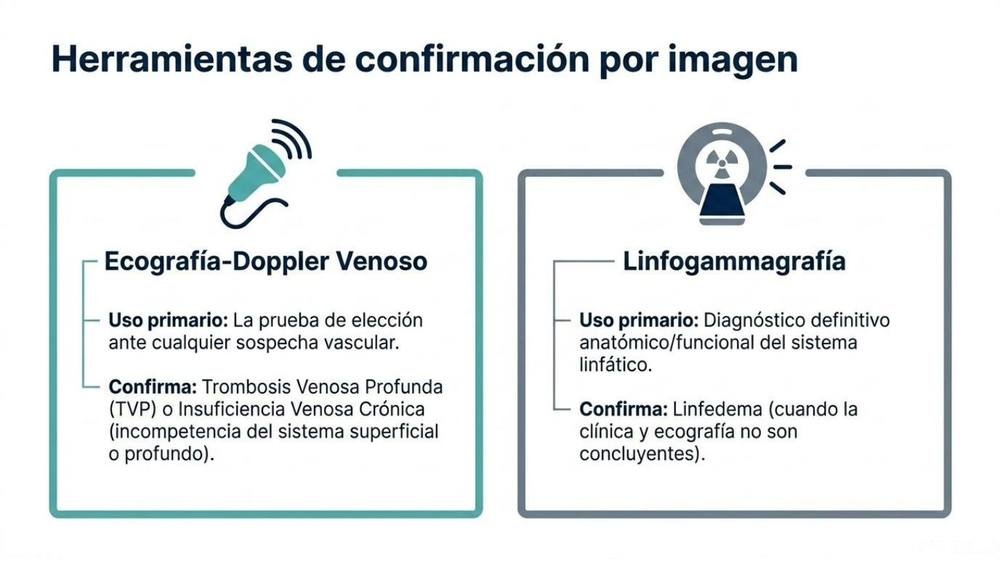 Herramientas de confirmación por imagen
Ecografía-Doppler Venoso
Uso primario: La prueba de elección
ante cualquier sospecha vascular.
Confirma: Trombosis Venosa Profunda
(TVP) o Insuficiencia Venosa Crónica
(incompetencia del sistema superficial
o profundo).
Linfogammagrafía
Uso primario: Diagnóstico definitivo
anatómico/funcional del sistema
linfático.
Confirma: Linfedema (cuando la
clínica y ecografía no son
concluyentes).